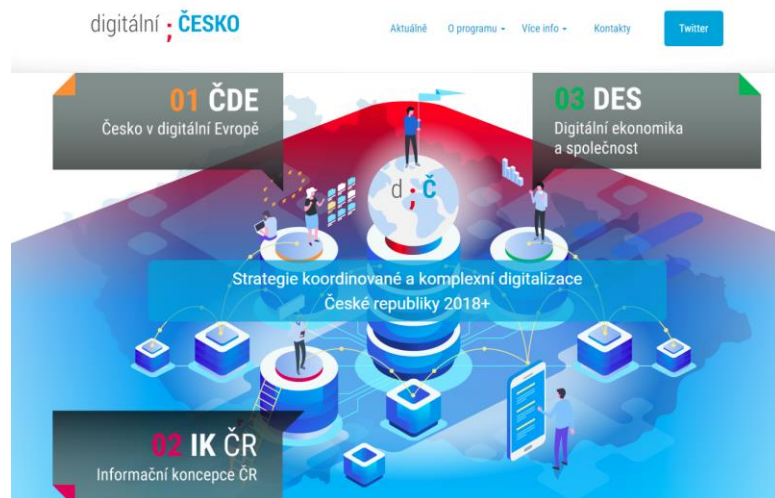 digitální ; ČESKO
Aktuálně O programu Více info Kontakty Twitter
01 ČDE
Česko v digitální Evropě
03 DES
Digitální ekonomika
a společnost
d ; Č
Strategie koordinované a komplexní digitalizace
České republiky 2018+
02 IK ČR
Informační koncepce ČR